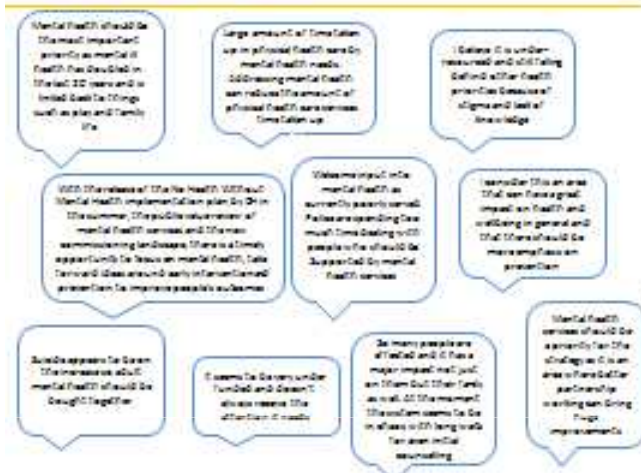 Mental health should be
the most important
priority as mental ill
health has doubled in
the last 20 years and is
linked back to things
such as play and family
life
Large amount of time taken
up in physical health care by
mental health needs.
Addressing mental health
can reduce the amount of
physical health care services
time taken up
I believe it is under-
resourced and still falling
behind other health
priorities because of
stigma and lack of
knowledge
With the release of the No Health Without
Mental Health implementation plan by DH in
the summer, the public value review of
mental health services and the new
commissioning landscape, there is a timely
opportunity to focus on mental health, take
forward ideas around early intervention and
prevention to improve people's outcomes
Welcome input into
mental health as
currently poorly served.
Police are spending too
much time dealing with
people who should be
supported by mental
health services
I consider this an area
that can have a great
impact on health and
wellbeing in general and
that there should be
more emphasis on
prevention
Suicide appears to be on
the increase so adult
mental health should be
bought together
It seems to be very under
funded and doesn't
always receive the
attention it needs
So many people are
affected and it has a
major impact not just
on them but their family
as well. At the moment
the system seems to be
in chaos with long waits
for even initial
counselling
Mental health
services should be
a priority for the
strategy as it is an
area where better
partnership
working can bring
huge
improvements